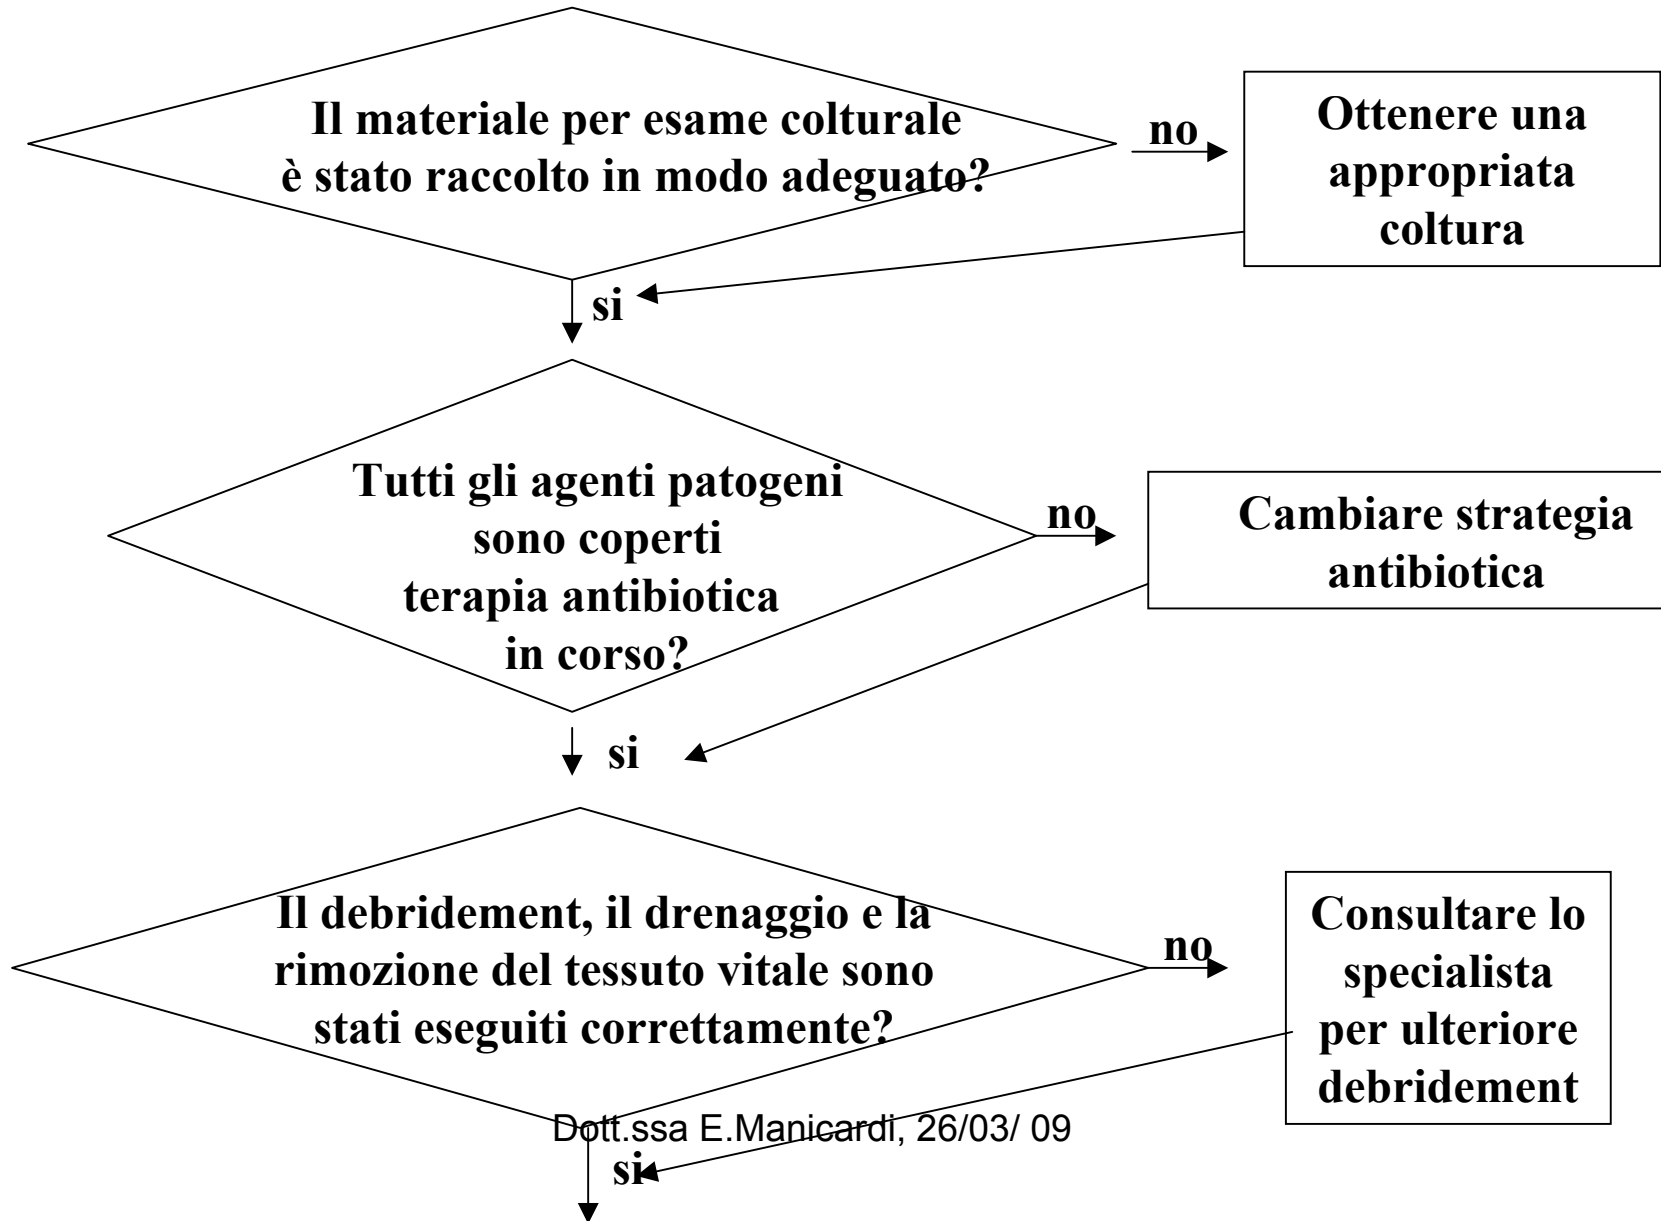 Il materiale per esame colturale
è stato raccolto in modo adeguato?
no
Ottenere una
appropriata
coltura
si
Tutti gli agenti patogeni
sono coperti
terapia antibiotica
in corso?
no
Cambiare strategia
antibiotica
si
Il debridement, il drenaggio e la
rimozione del tessuto vitale sono
stati eseguiti correttamente?
no
Consultare lo
specialista
per ulteriore
debridement
Dott.ssa E.Manicardi, 26/03/ 09
si